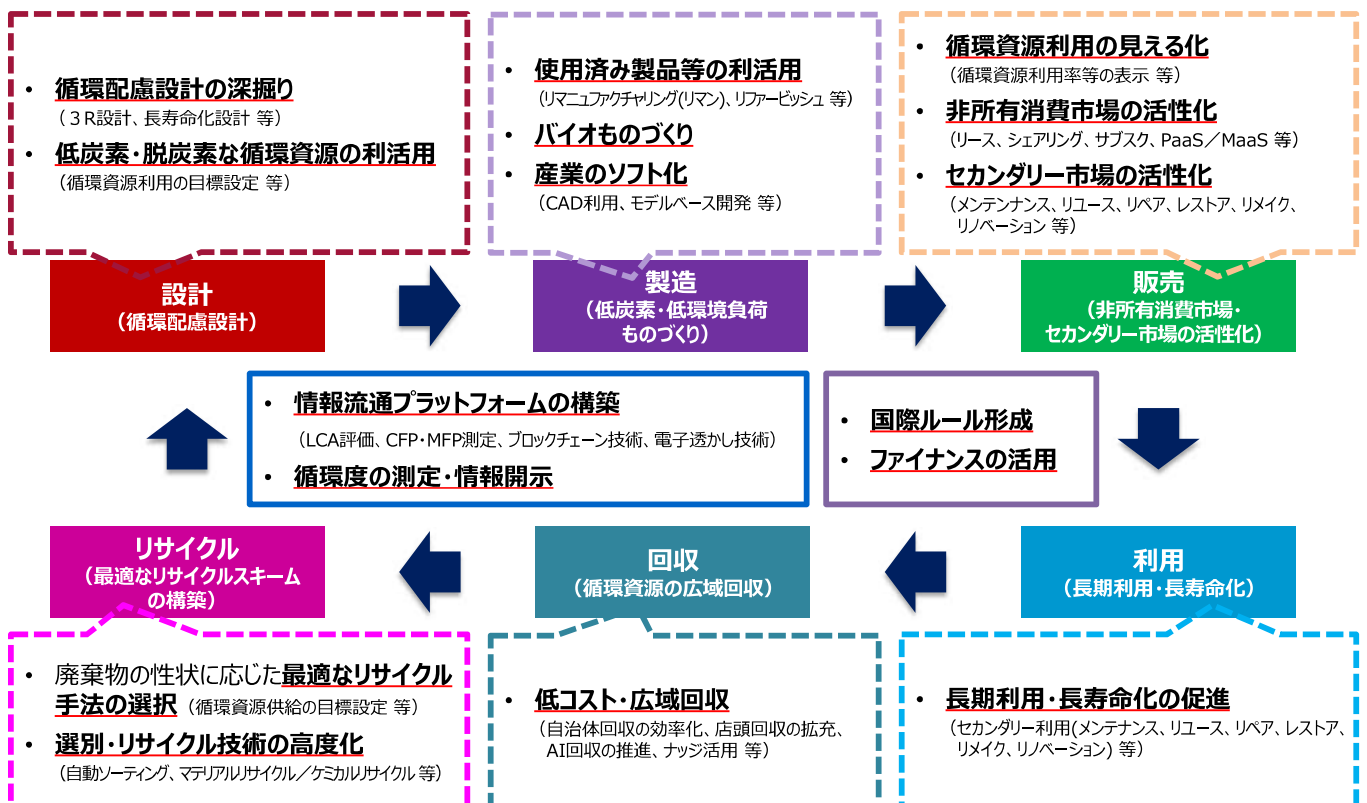 ・ 循環配慮設計の深掘り
（３R設計、長寿命化設計 等）
・ 低炭素・脱炭素な循環資源の利活用
（循環資源利用の目標設定 等）
・ 使用済み製品等の利活用
（リマニュファクチャリング(リマン)、リファービッシュ 等）
・ バイオものづくり
・ 産業のソフト化
（CAD利用、モデルベース開発 等）
・ 循環資源利用の見える化
（循環資源利用率等の表示 等）
・ 非所有消費市場の活性化
（リース、シェアリング、サブスク、PaaS／MaaS 等）
・ セカンダリー市場の活性化
（メンテンナンス、リユース、リペア、レストア、リメイク、
リノベーション 等）
設計
（循環配慮設計）
製造
（低炭素・低環境負荷
ものづくり）
販売
（非所有消費市場・
セカンダリー市場の活性化）
・ 情報流通プラットフォームの構築
（LCA評価、CFP・MFP測定、ブロックチェーン技術、電子透かし技術）
・ 循環度の測定・情報開示
・ 国際ルール形成
・ ファイナンスの活用
リサイクル
（最適なリサイクルスキーム
の構築）
回収
（循環資源の広域回収）
利用
（長期利用・長寿命化）
・ 廃棄物の性状に応じた最適なリサイクル
手法の選択（循環資源供給の目標設定 等）
・ 選別・リサイクル技術の高度化
（自動ソーティング、マテリアルリサイクル／ケミカルリサイクル 等）
・ 低コスト・広域回収
（自治体回収の効率化、店頭回収の拡充、
AI回収の推進、ナッジ活用 等）
・ 長期利用・長寿命化の促進
（セカンダリー利用(メンテナンス、リユース、リペア、レストア、
リメイク、リノベーション) 等）